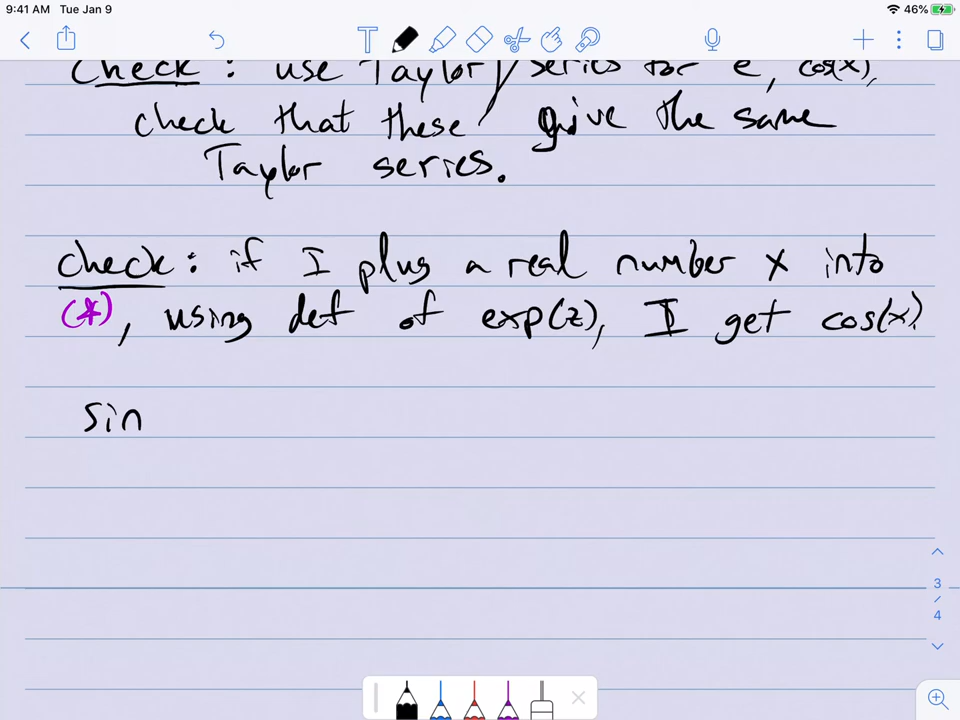 9:41 AM Tue Jan 9
46%
Check : use Taylor series for e, cos(x),
check that these give the same
Taylor series.
Check : if I plus a real number x into
(*), using def of exp(z), I get cos(x)
sin
3
/
4